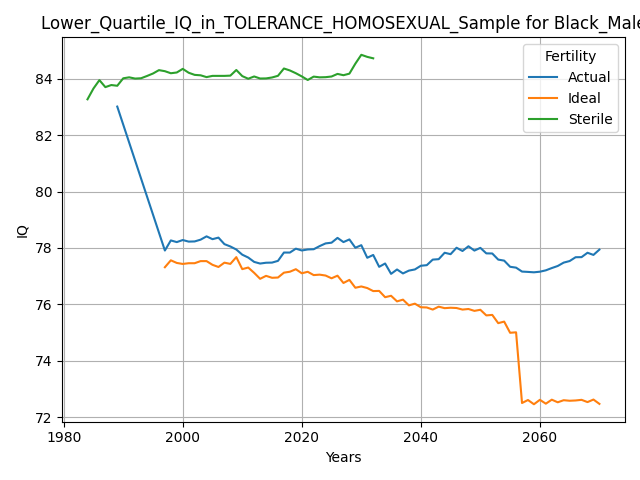 Lower_Quartile_IQ_in_TOLERANCE_HOMOSEXUAL_Sample for Black_Male
Fertility
Actual
Ideal
Sterile
IQ
84
82
80
78
76
74
72
1980
2000
2020
2040
2060
Years